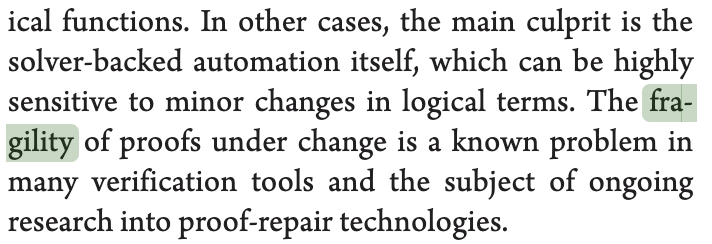 ical functions. In other cases, the main culprit is the
solver-backed automation itself, which can be highly
sensitive to minor changes in logical terms. The fra-
gility of proofs under change is a known problem in
many verification tools and the subject of ongoing
research into proof-repair technologies.